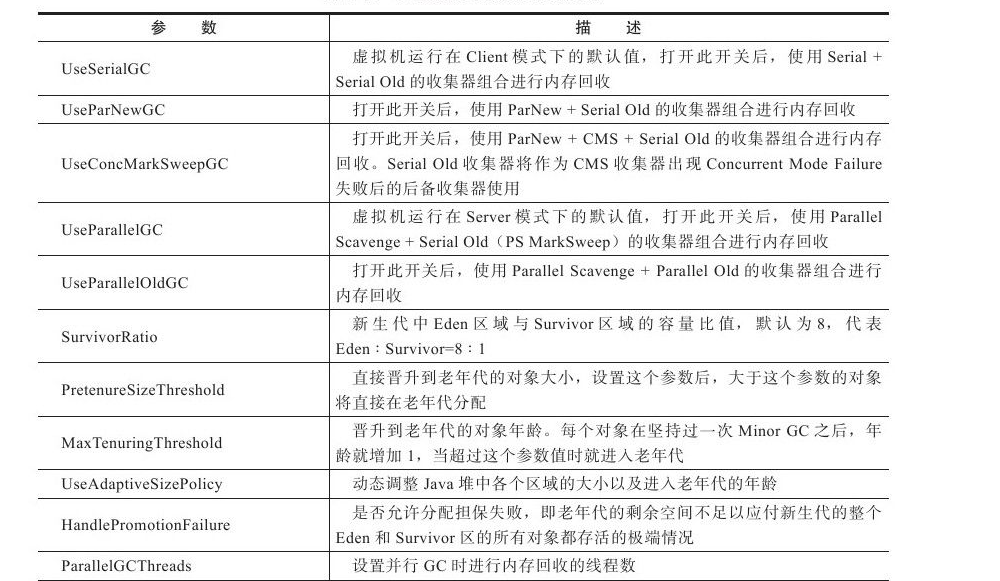 参 数 描 述
UseSerialGC
虚拟机运行在 Client 模式下的默认值，打开此开关后，使用 Serial +
Serial Old 的收集器组合进行内存回收
UseParNewGC
打开此开关后，使用 ParNew + Serial Old 的收集器组合进行内存回收
UseConcMarkSweepGC
打开此开关后，使用 ParNew + CMS + Serial Old 的收集器组合进行内存
回收。Serial Old 收集器将作为 CMS 收集器出现 Concurrent Mode Failure
失败后的后备收集器使用
UseParallelGC
虚拟机运行在 Server 模式下的默认值，打开此开关后，使用 Parallel
Scavenge + Serial Old（PS MarkSweep）的收集器组合进行内存回收
UseParallelOldGC
打开此开关后，使用 Parallel Scavenge + Parallel Old 的收集器组合进行
内存回收
SurvivorRatio
新生代中 Eden 区域与 Survivor 区域的容量比值，默认为 8，代表
Eden：Survivor=8：1
PretenureSizeThreshold
直接晋升到老年代的对象大小，设置这个参数后，大于这个参数的对象
将直接在老年代分配
MaxTenuringThreshold
晋升到老年代的对象年龄。每个对象在坚持过一次 Minor GC 之后，年
龄就增加 1，当超过这个参数值时就进入老年代
UseAdaptiveSizePolicy
动态调整 Java 堆中各个区域的大小以及进入老年代的年龄
HandlePromotionFailure
是否允许分配担保失败，即老年代的剩余空间不足以应付新生代的整个
Eden 和 Survivor 区的所有对象都存活的极端情况
ParallelGCThreads
设置并行 GC 时进行内存回收的线程数